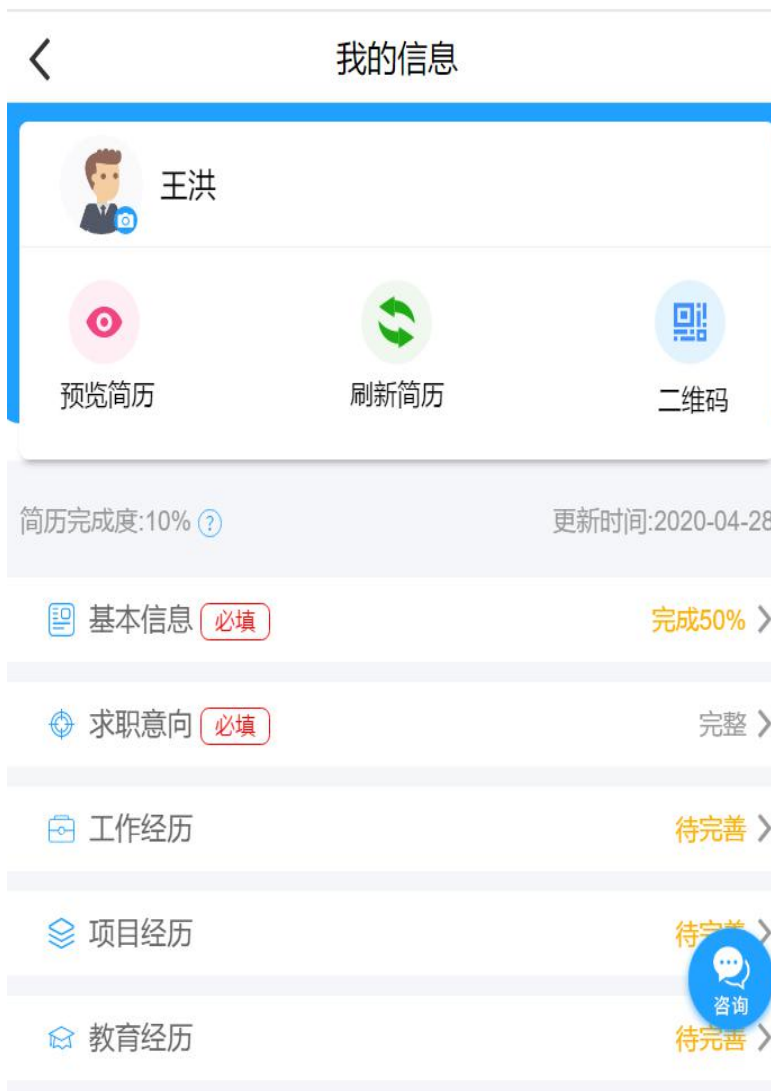 我的信息
王洪
预览简历 刷新简历 二维码
简历完成度:10% ? 更新时间:2020-04-28
基本信息 必填 完成50%
求职意向 必填 完整
工作经历 待完善
项目经历 待完善
咨询
教育经历 待完善